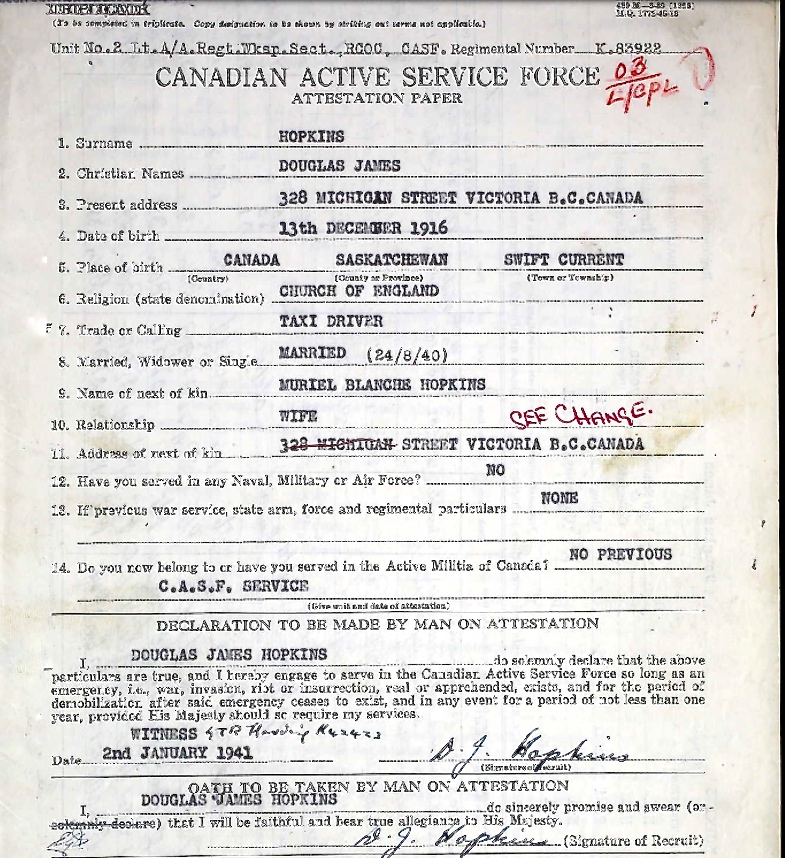 TRIPLICATE
(To be completed in triplicate. Copy designation to be shown by striking out terms not applicable.)
Unit No.2 Lt.A/A.Regt.Wksp.Sect.,RCOC, CASF. Regimental Number K.83922
CANADIAN ACTIVE SERVICE FORCE
03
L/CPL
ATTESTATION PAPER
1. Surname HOPKINS
2. Christian Names DOUGLAS JAMES
3. Present address 328 MICHIGAN STREET VICTORIA B.C.CANADA
4. Date of birth 13th DECEMBER 1916
5. Place of birth CANADA SASKATCHEWAN SWIFT CURRENT
(Country) (County or Province) (Town or Township)
6. Religion (state denomination) CHURCH OF ENGLAND
7. Trade or Calling TAXI DRIVER
8. Married, Widower or Single MARRIED (24/8/40)
9. Name of next of kin MURIEL BLANCHE HOPKINS
10. Relationship WIFE SEE CHANGE.
11. Address of next of kin 328 MICHIGAN STREET VICTORIA B.C.CANADA
12. Have you served in any Naval, Military or Air Force? NO
13. If previous war service, state arm, force and regimental particulars NONE
14. Do you now belong to or have you served in the Active Militia of Canada? NO PREVIOUS
C.A.S.F. SERVICE
(Give unit and date of attestation)
DECLARATION TO BE MADE BY MAN ON ATTESTATION
I, DOUGLAS JAMES HOPKINS do solemnly declare that the above
particulars are true, and I hereby engage to serve in the Canadian Active Service Force so long as an
emergency, i.e., war, invasion, riot or insurrection, real or apprehended, exists, and for the period of
demobilization after said emergency ceases to exist, and in any event for a period of not less than one
year, provided His Majesty should so require my services.
WITNESS
Date 2nd JANUARY 1941 D. J. Hopkins
(Signature of Recruit)
OATH TO BE TAKEN BY MAN ON ATTESTATION
I, DOUGLAS JAMES HOPKINS do sincerely promise and swear (or
solemnly declare) that I will be faithful and bear true allegiance to His Majesty.
D. J. Hopkins (Signature of Recruit)